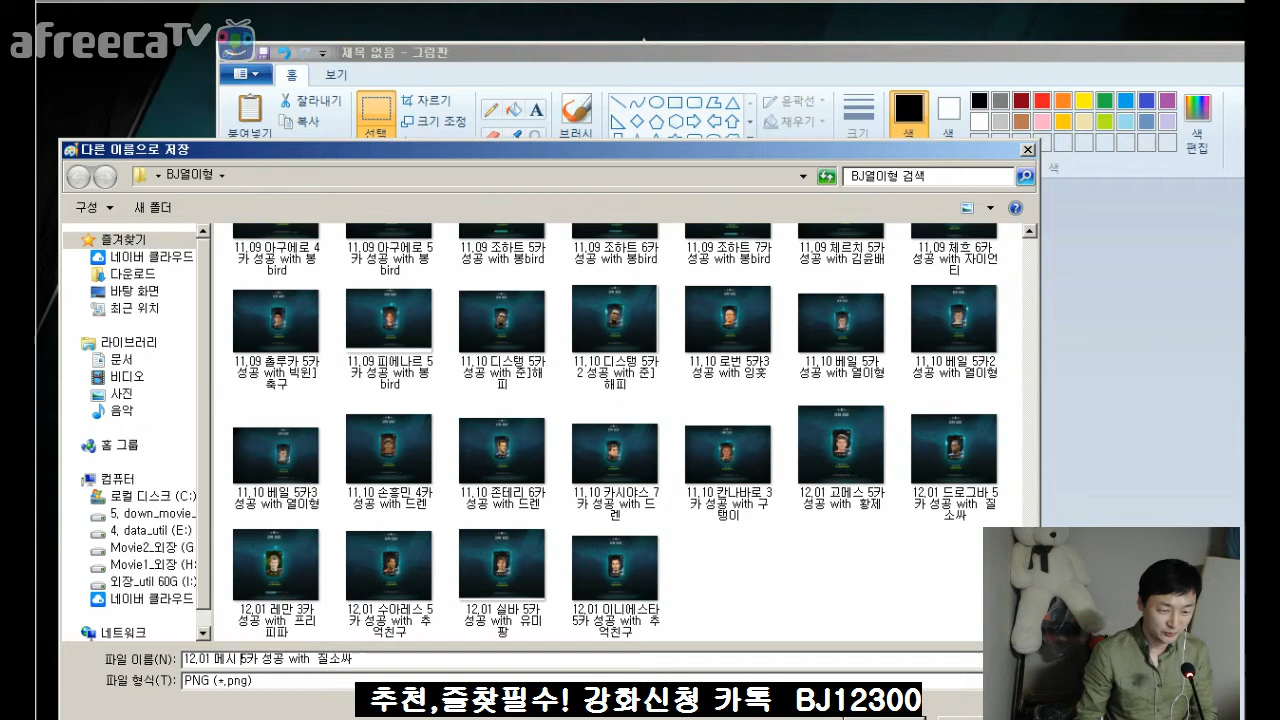 afreecaTV
제목 없음 - 그림판
홈 보기
붙여넣기
잘라내기
복사
선택
자르기
크기 조정
브러시
윤곽선
채우기
크기
색
색
색
편집
색
다른 이름으로 저장
BJ열이형
BJ열이형 검색
구성 새 폴더
즐겨찾기
네이버 클라우드
다운로드
바탕 화면
최근 위치
라이브러리
문서
비디오
사진
음악
홈 그룹
컴퓨터
로컬 디스크 (C:)
5, down_movie_
4, data_util (E:)
Movie2_외장 (G
Movie1_외장 (H:
외장_util 60G (I:)
네이버 클라우드
네트워크
11.09 마구에로 4카 성공 with 봉bird
11.09 마구에로 5카 성공 with 봉bird
11.09 조하트 5카 성공 with 봉bird
11.09 조하트 6카 성공 with 봉bird
11.09 조하트 7카 성공 with 봉bird
11.09 체르치 5카 성공 with 김윤배
11.09 체흐 6카 성공 with 자이언티
11.09 훌루카 5카 성공 with 빅윈]축구
11.09 피에나르 5카 성공 with 봉bird
11.10 디스탱 5카 성공 with 준]해피
11.10 디스탱 5카2 성공 with 준]해피
11.10 로번 5카3 성공 with 잉홋
11.10 베일 5카 성공 with 열이형
11.10 베일 5카2 성공 with 열이형
11.10 베일 5카3 성공 with 열이형
11.10 손흥민 4카 성공 with 드렌
11.10 존테리 6카 성공 with 드렌
11.10 카시야스 7카 성공 with 드렌
11.10 칸나바로 3카 성공 with 구탱이
12.01 고메스 5카 성공 with 황제
12.01 드로그바 5카 성공 with 질소싸
12.01 레만 3카 성공 with 프리피파
12.01 수아레스 5카 성공 with 추억친구
12.01 실바 5카 성공 with 유미팡
12.01 이니에스타 5카 성공 with 추억친구
파일 이름(N): 12.01 메시 5카 성공 with 질소싸
파일 형식(T): PNG (*.png)
추천,즐찾필수! 강화신청 카톡 BJ12300